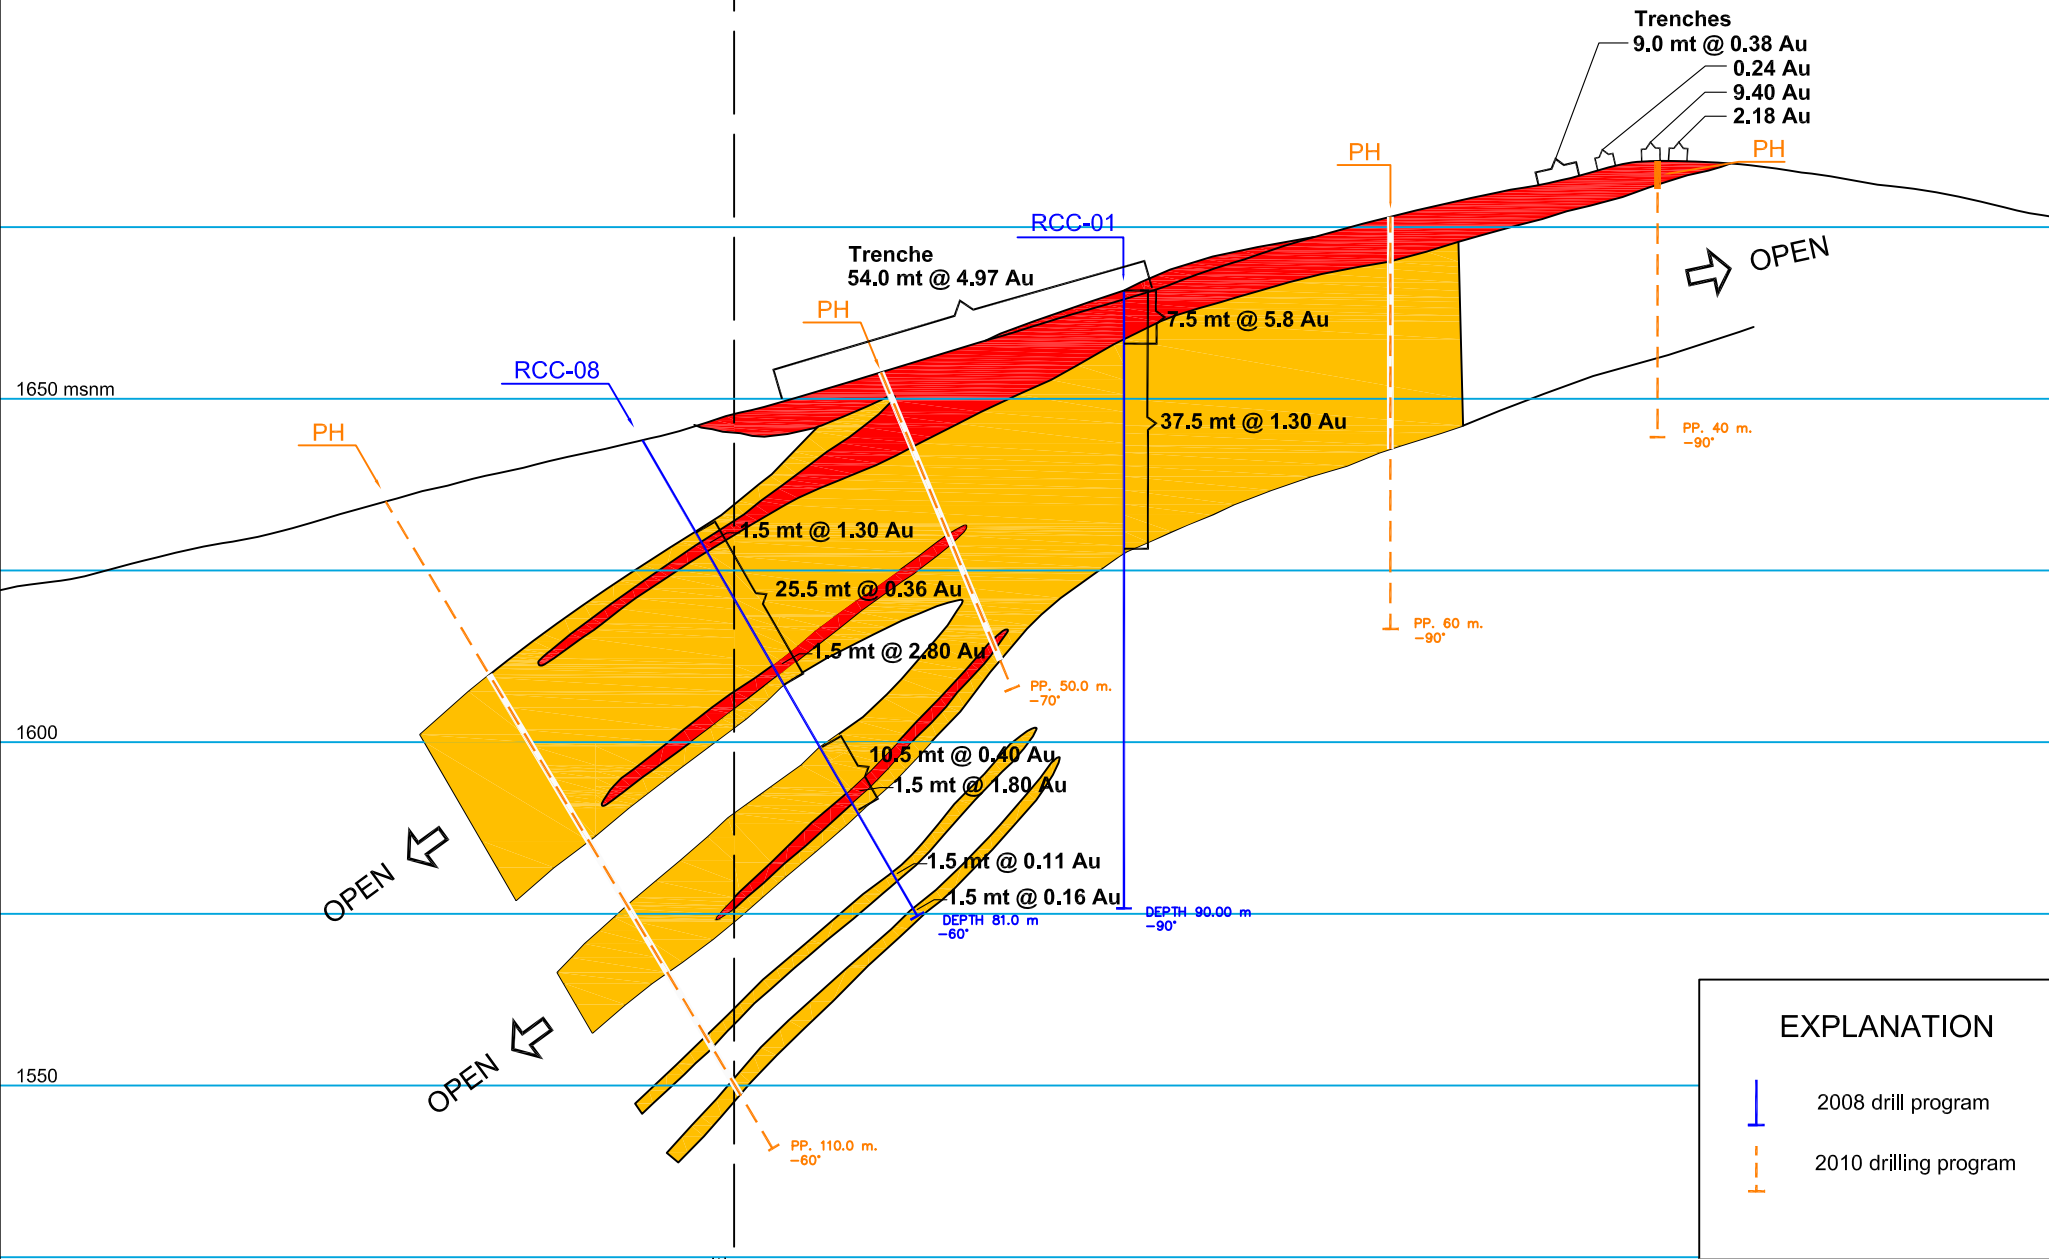 Trenches
9.0 mt @ 0.38 Au
0.24 Au
9.40 Au
2.18 Au
PH
PH
RCC-01
Trenche
54.0 mt @ 4.97 Au
PH
7.5 mt @ 5.8 Au
OPEN
RCC-08
1650 msnm
37.5 mt @ 1.30 Au
PH
PP. 40 m.
-90°
1.5 mt @ 1.30 Au
25.5 mt @ 0.36 Au
PP. 60 m.
-90°
1.5 mt @ 2.80 Au
PP. 50.0 m.
-70°
1600
10.5 mt @ 0.40 Au
1.5 mt @ 1.80 Au
1.5 mt @ 0.11 Au
1.5 mt @ 0.16 Au
OPEN
DEPTH 81.0 m
-60°
DEPTH 90.00 m
-90°
OPEN
1550
PP. 110.0 m.
-60°
EXPLANATION
2008 drill program
2010 drilling program